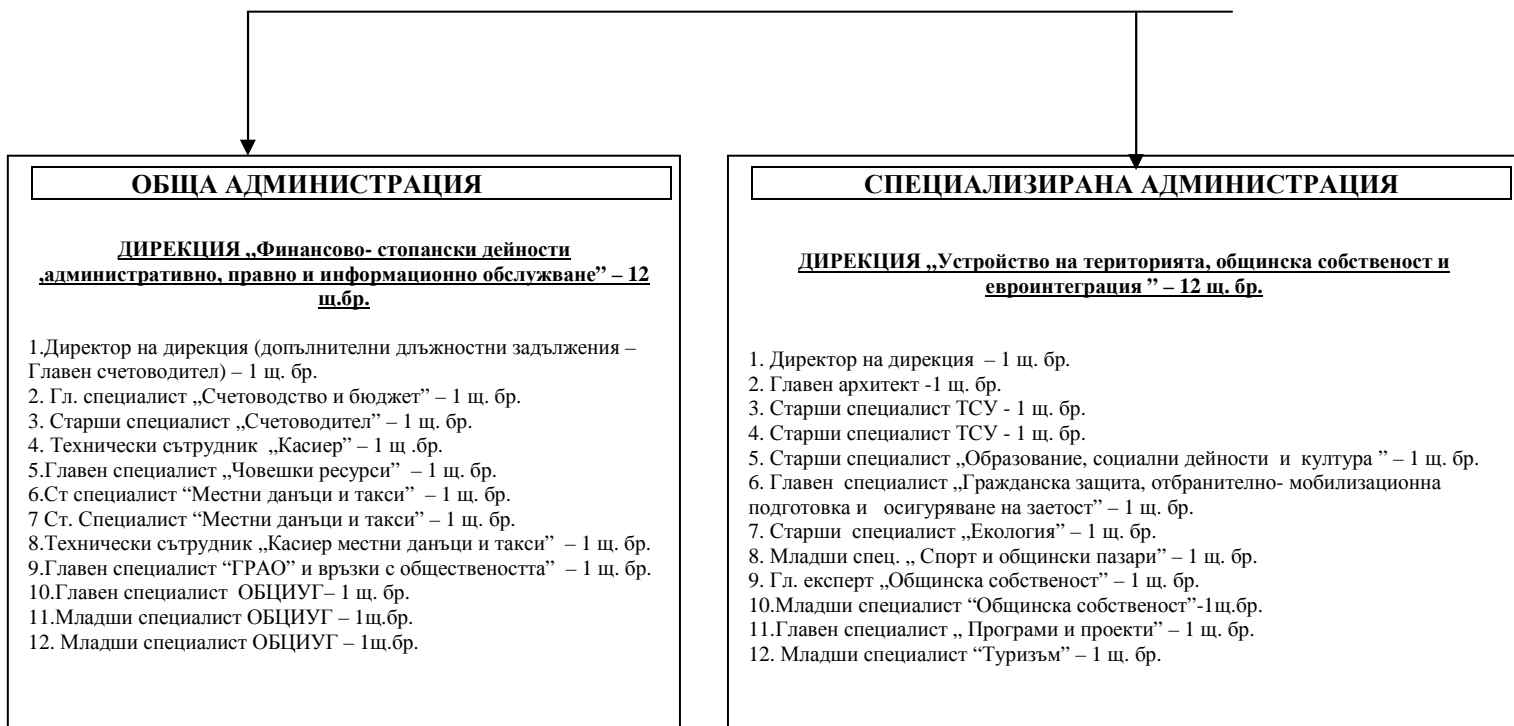 ОБЩА АДМИНИСТРАЦИЯ
ДИРЕКЦИЯ „Финансово- стопански дейности
,административно, правно и информационно обслужване” – 12
щ.бр.
1.Директор на дирекция (допълнителни длъжностни задължения –
Главен счетоводител) – 1 щ. бр.
2. Гл. специалист „Счетоводство и бюджет” – 1 щ. бр.
3. Старши специалист „Счетоводител” – 1 щ. бр.
4. Технически сътрудник „Касиер” – 1 щ .бр.
5.Главен специалист „Човешки ресурси” – 1 щ. бр.
6.Ст специалист “Местни данъци и такси” – 1 щ. бр.
7 Ст. Специалист “Местни данъци и такси” – 1 щ. бр.
8.Технически сътрудник „Касиер местни данъци и такси” – 1 щ. бр.
9.Главен специалист “ГРАО” и връзки с обществеността” – 1 щ. бр.
10.Главен специалист ОБЦИУГ– 1 щ. бр.
11.Младши специалист ОБЦИУГ – 1щ.бр.
12. Младши специалист ОБЦИУГ – 1щ.бр.
СПЕЦИАЛИЗИРАНА АДМИНИСТРАЦИЯ
ДИРЕКЦИЯ „Устройство на територията, общинска собственост и
евроинтеграция ” – 12 щ. бр.
1. Директор на дирекция – 1 щ. бр.
2. Главен архитект -1 щ. бр.
3. Старши специалист ТСУ - 1 щ. бр.
4. Старши специалист ТСУ - 1 щ. бр.
5. Старши специалист „Образование, социални дейности и култура ” – 1 щ. бр.
6. Главен специалист „Гражданска защита, отбранително- мобилизационна
подготовка и осигуряване на заетост” – 1 щ. бр.
7. Старши специалист „Екология” – 1 щ. бр.
8. Младши спец. „ Спорт и общински пазари” – 1 щ. бр.
9. Гл. експерт „Общинска собственост” – 1 щ. бр.
10.Младши специалист “Общинска собственост”-1щ.бр.
11.Главен специалист „ Програми и проекти” – 1 щ. бр.
12. Младши специалист “Туризъм” – 1 щ. бр.